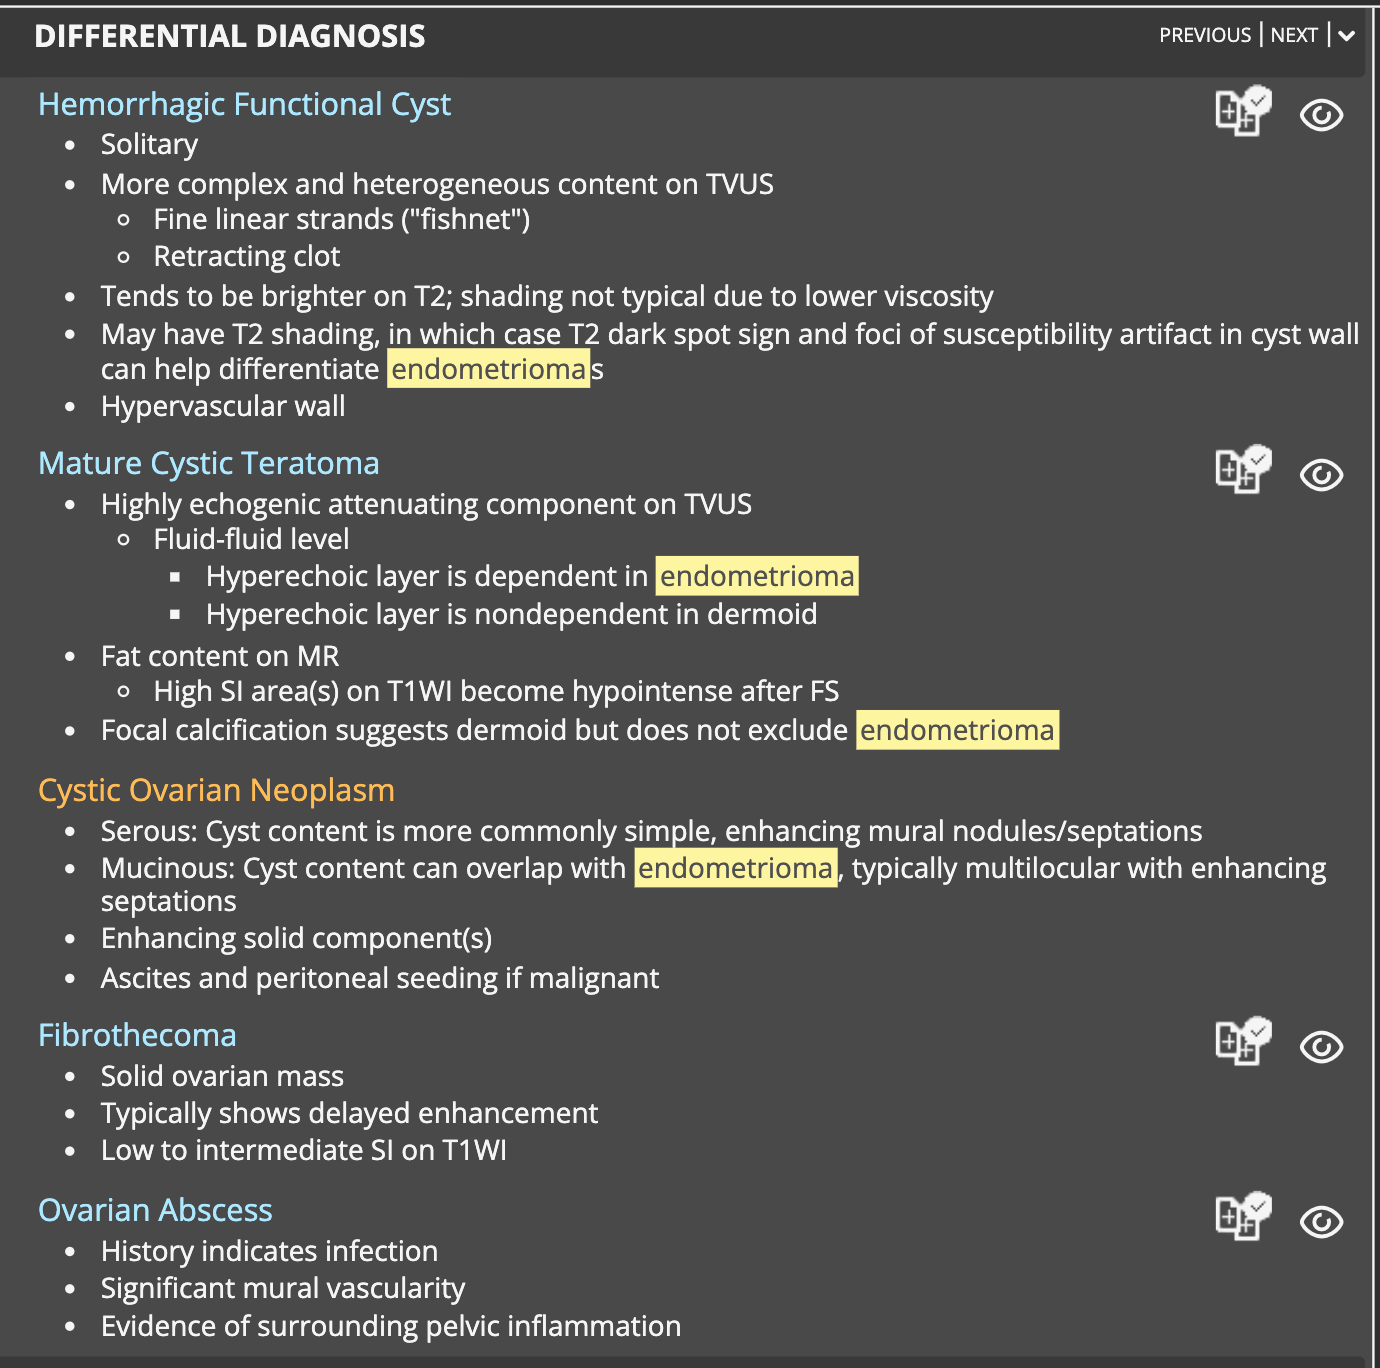 DIFFERENTIAL DIAGNOSIS
PREVIOUS | NEXT |
Hemorrhagic Functional Cyst
• Solitary
• More complex and heterogeneous content on TVUS
◦ Fine linear strands ("fishnet")
◦ Retracting clot
• Tends to be brighter on T2; shading not typical due to lower viscosity
• May have T2 shading, in which case T2 dark spot sign and foci of susceptibility artifact in cyst wall
can help differentiate endometriomas
• Hypervascular wall
Mature Cystic Teratoma
• Highly echogenic attenuating component on TVUS
◦ Fluid-fluid level
▪ Hyperechoic layer is dependent in endometrioma
▪ Hyperechoic layer is nondependent in dermoid
• Fat content on MR
◦ High SI area(s) on T1WI become hypointense after FS
• Focal calcification suggests dermoid but does not exclude endometrioma
Cystic Ovarian Neoplasm
• Serous: Cyst content is more commonly simple, enhancing mural nodules/septations
• Mucinous: Cyst content can overlap with endometrioma, typically multilocular with enhancing
septations
• Enhancing solid component(s)
• Ascites and peritoneal seeding if malignant
Fibrothecoma
• Solid ovarian mass
• Typically shows delayed enhancement
• Low to intermediate SI on T1WI
Ovarian Abscess
• History indicates infection
• Significant mural vascularity
• Evidence of surrounding pelvic inflammation